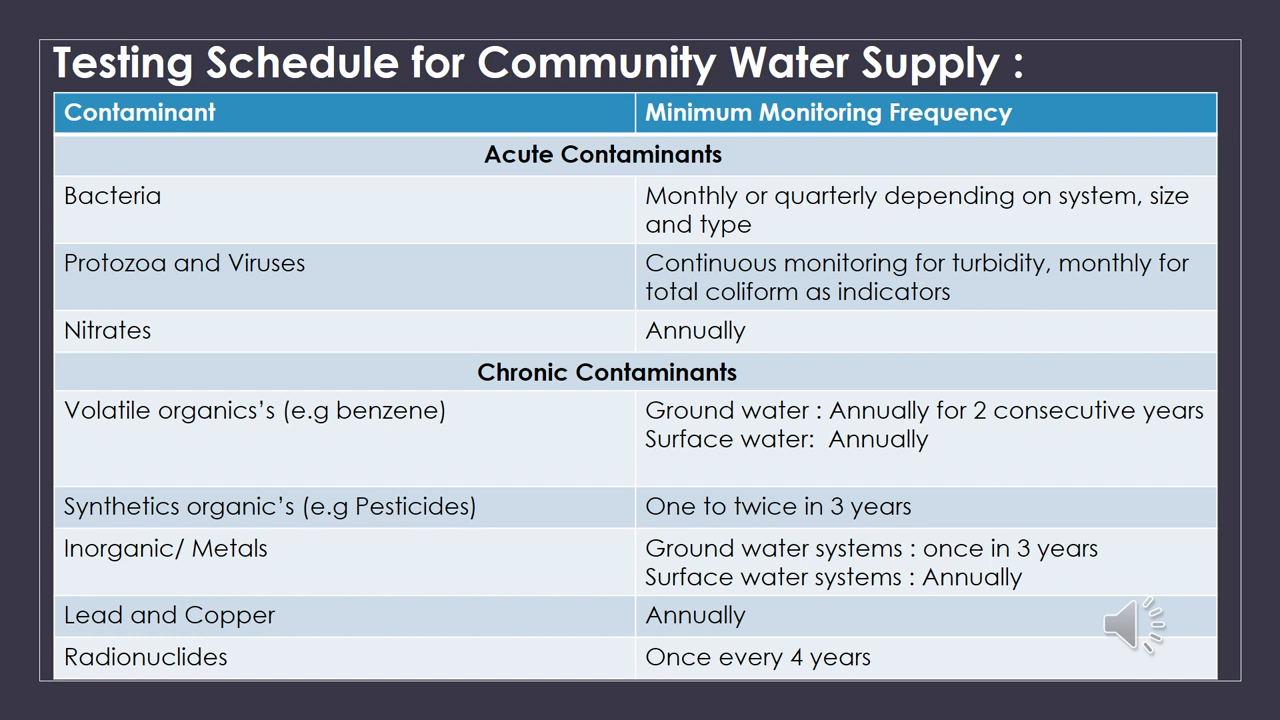 Testing Schedule for Community Water Supply :
Contaminant
Minimum Monitoring Frequency
Acute Contaminants
Bacteria
Monthly or quarterly depending on system, size
and type
Protozoa and Viruses
Continuous monitoring for turbidity, monthly for
total coliform as indicators
Nitrates
Annually
Chronic Contaminants
Volatile organics’s (e.g benzene)
Ground water : Annually for 2 consecutive years
Surface water:  Annually
Synthetics organic’s (e.g Pesticides)
One to twice in 3 years
Inorganic/ Metals
Ground water systems : once in 3 years
Surface water systems : Annually
Lead and Copper
Annually
Radionuclides
Once every 4 years